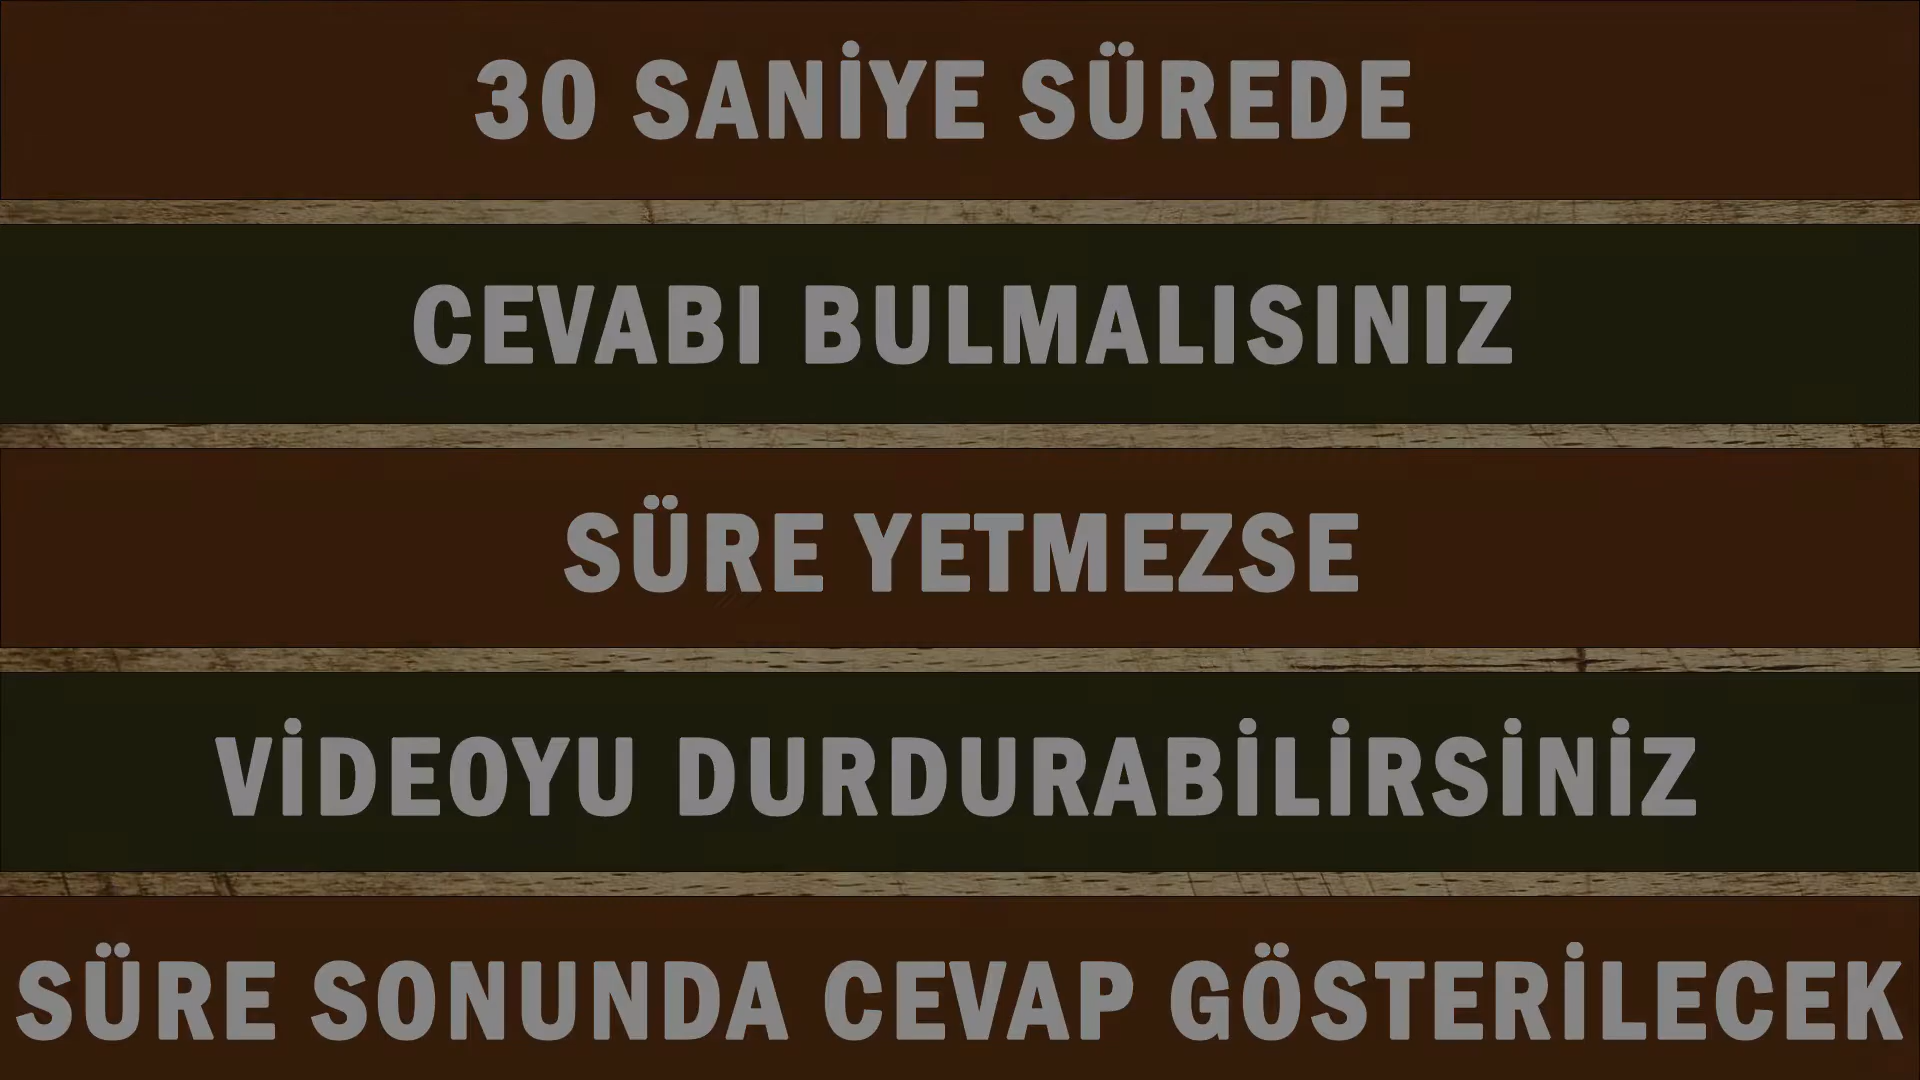 30 SANİYE SÜREDE
CEVABI BULMALISINIZ
SÜRE YETMEZSE
VİDEOYU DURDURABİLİRSİNİZ
SÜRE SONUNDA CEVAP GÖSTERİLECEK